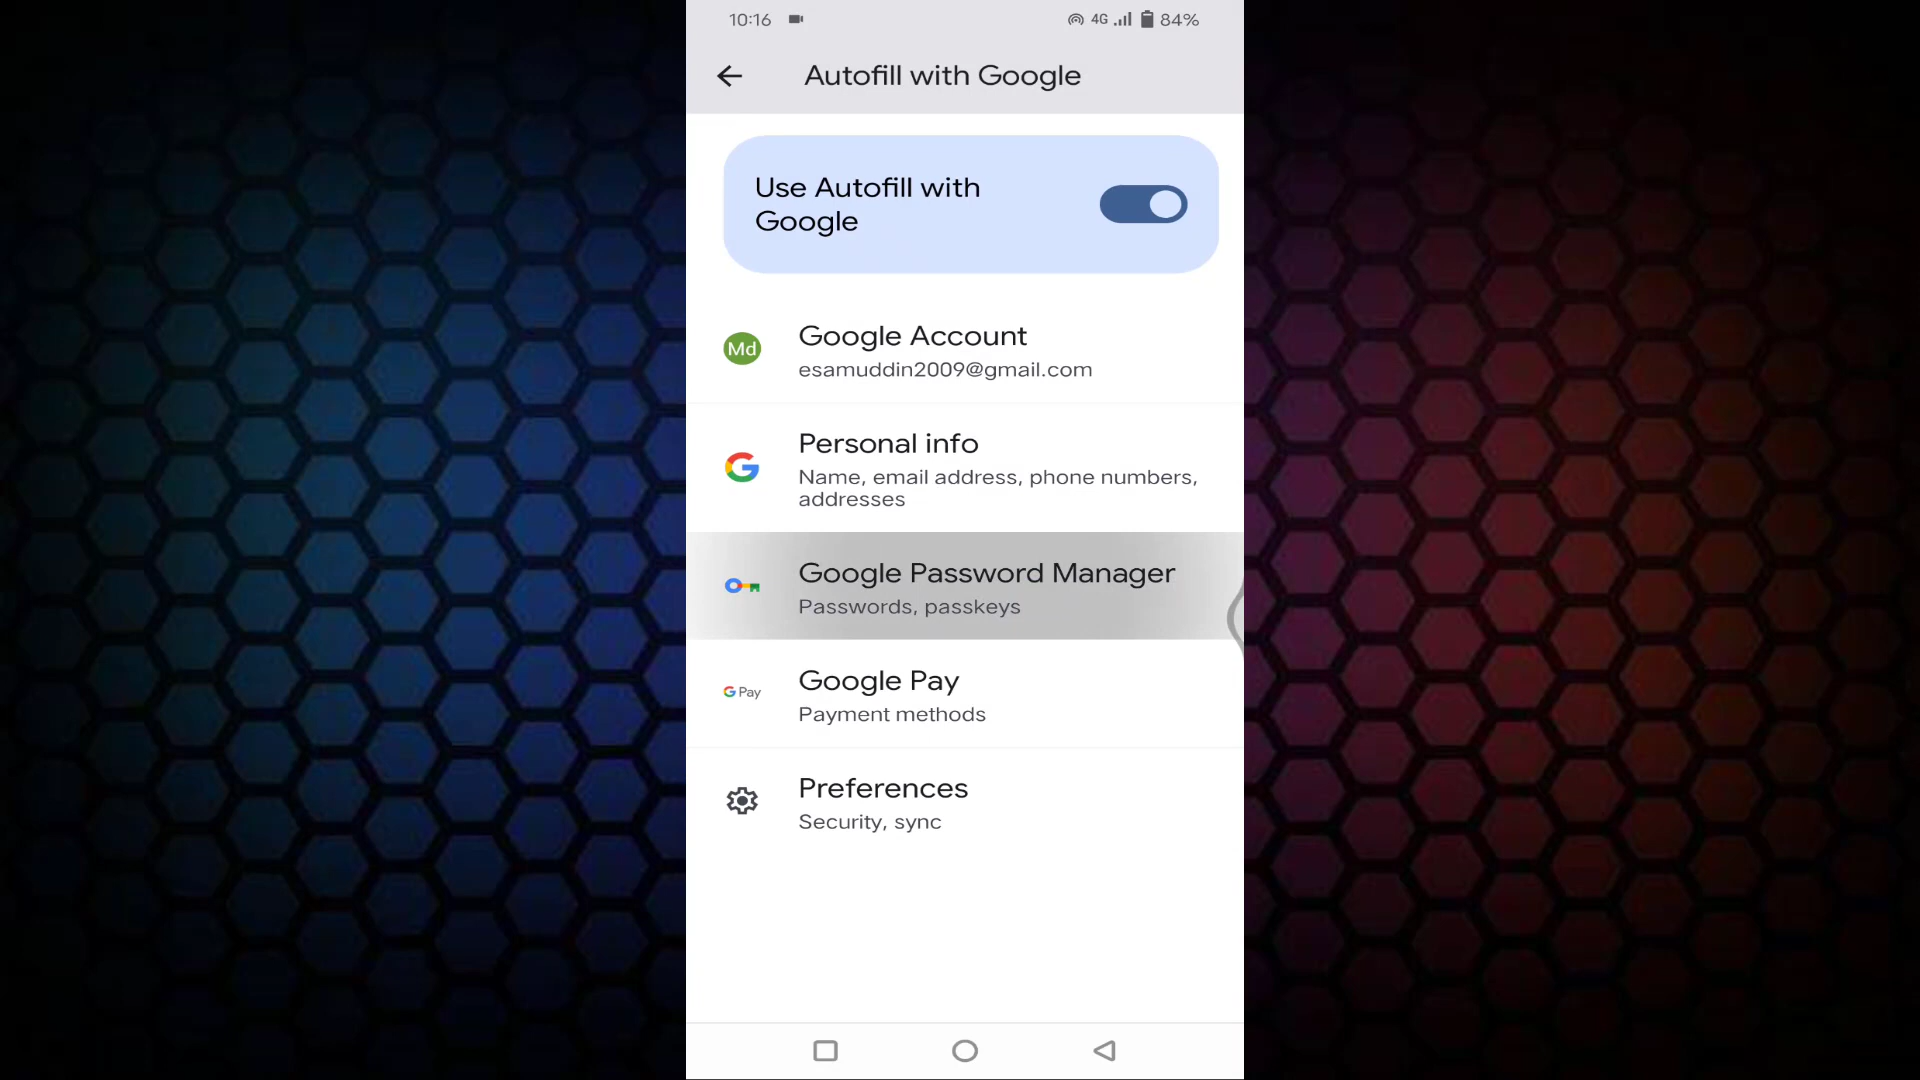 10:16 4G 84%
Autofill with Google
Use Autofill with
Google
Md
Google Account
esamuddin2009@gmail.com
Personal info
Name, email address, phone numbers,
addresses
Google Password Manager
Passwords, passkeys
G Pay
Google Pay
Payment methods
Preferences
Security, sync